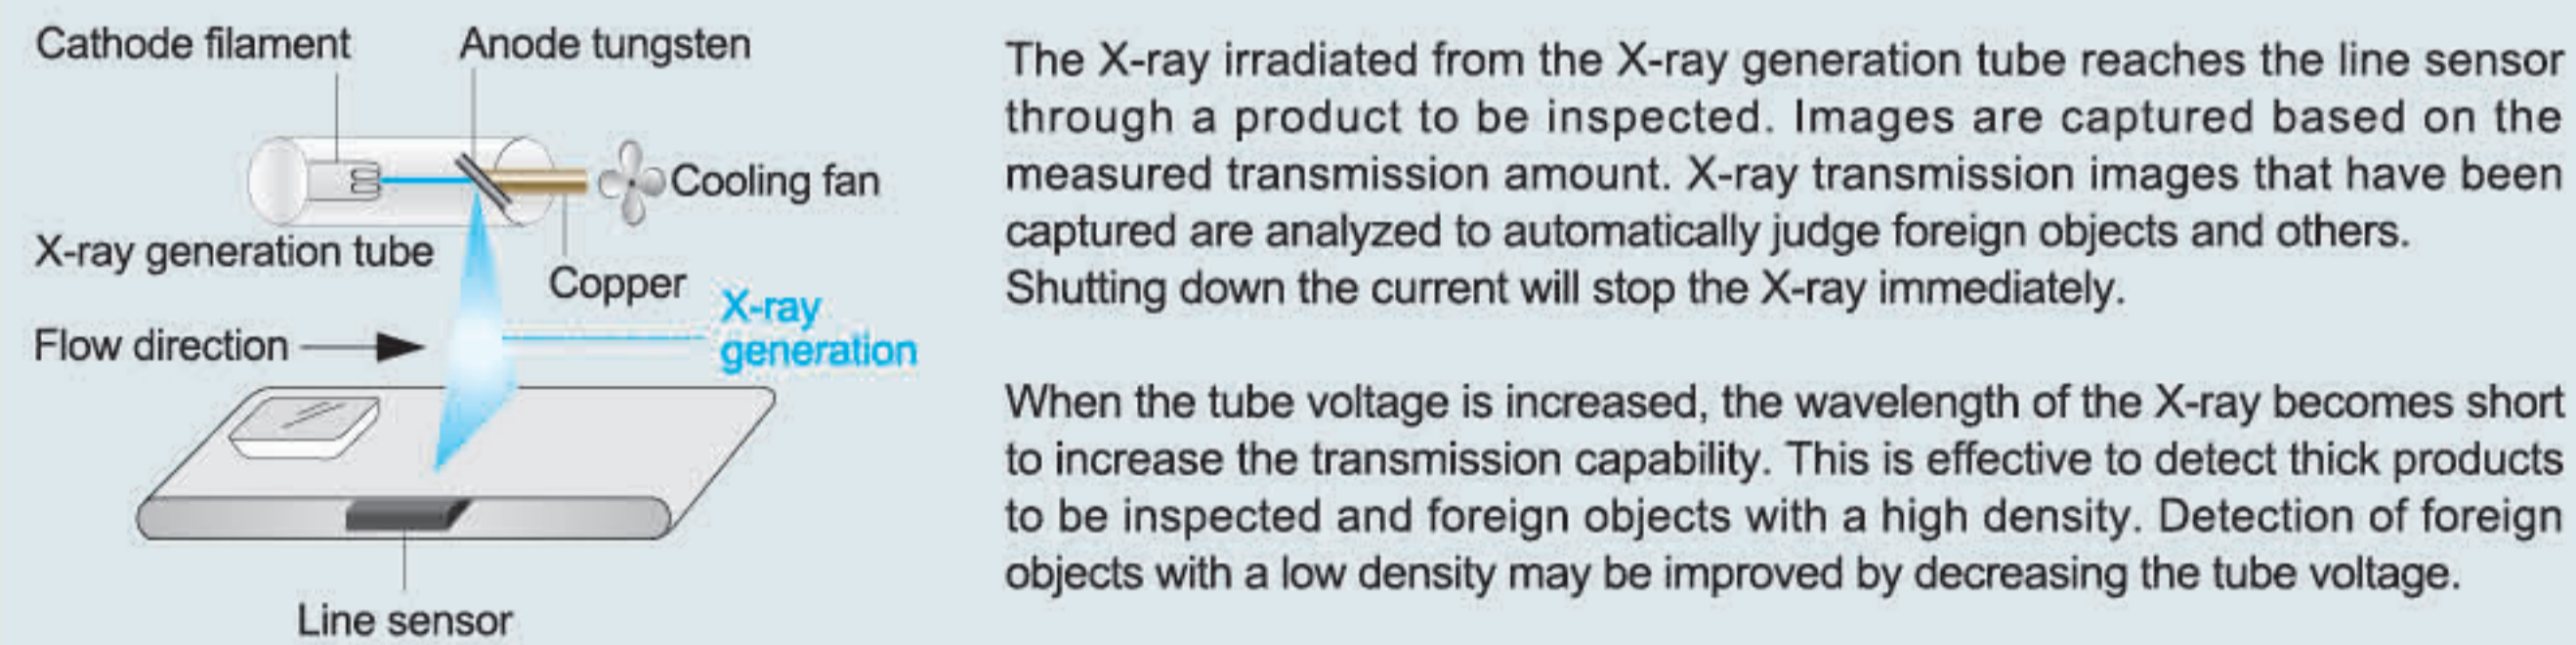 Cathode filament
Anode tungsten
Cooling fan
X-ray generation tube
Copper
X-ray
generation
Flow direction
Line sensor
The X-ray irradiated from the X-ray generation tube reaches the line sensor
through a product to be inspected. Images are captured based on the
measured transmission amount. X-ray transmission images that have been
captured are analyzed to automatically judge foreign objects and others.
Shutting down the current will stop the X-ray immediately.
When the tube voltage is increased, the wavelength of the X-ray becomes short
to increase the transmission capability. This is effective to detect thick products
to be inspected and foreign objects with a high density. Detection of foreign
objects with a low density may be improved by decreasing the tube voltage.